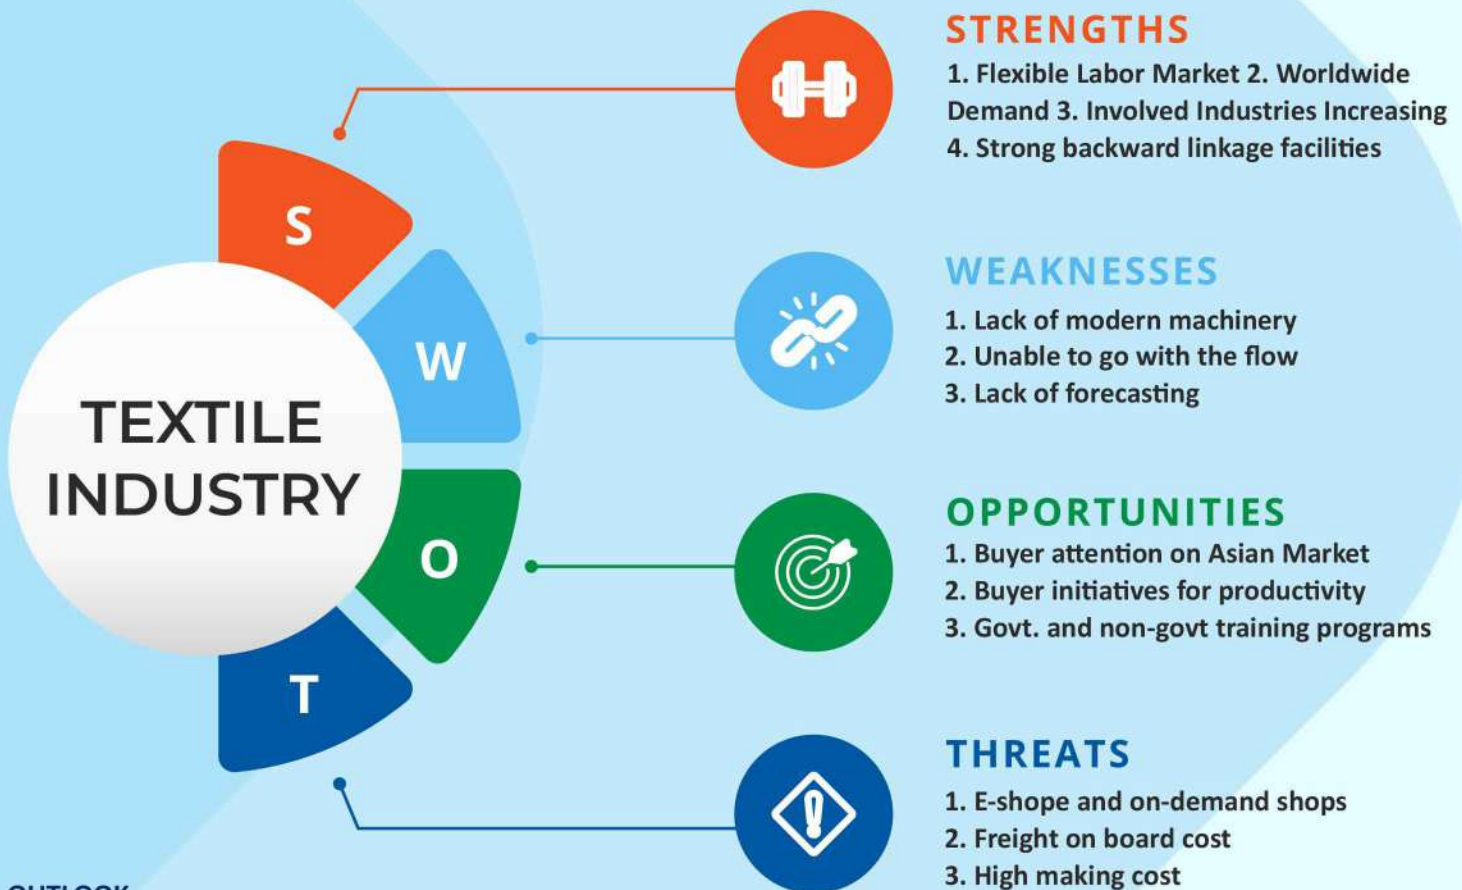 STRENGTHS
1. Flexible Labor Market 2. Worldwide
Demand 3. Involved Industries Increasing
4. Strong backward linkage facilities
S
WEAKNESSES
1. Lack of modern machinery
2. Unable to go with the flow
3. Lack of forecasting
W
TEXTILE
INDUSTRY
OPPORTUNITIES
1. Buyer attention on Asian Market
2. Buyer initiatives for productivity
3. Govt. and non-govt training programs
O
T
THREATS
1. E-shope and on-demand shops
2. Freight on board cost
3. High making cost
OUTLOOK